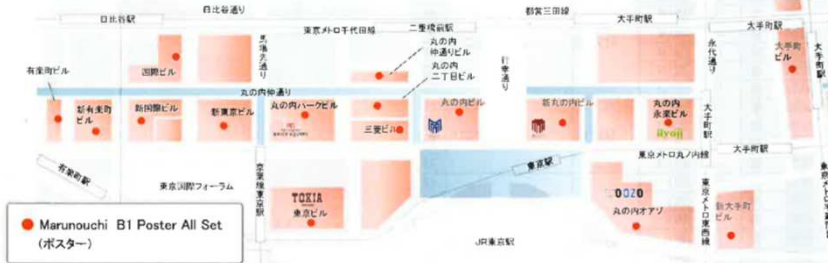 日比谷通り
都営三田線
日比谷駅
二重橋前駅
大手町駅
東京メトロ千代田線
馬場先通り
丸の内
仲通りビル
丸の内
二丁目ビル
行幸通り
永代通り
大手町
ビル
有楽町ビル
国際ビル
丸の内仲通り
新有楽町
ビル
新国際ビル
新東京ビル
丸の内パークビル
三菱ビル
丸の内ビル
新丸の内ビル
丸の内
永楽ビル
iiyo!!
大手町駅
東京メトロ丸ノ内線
大手町駅
有楽町駅
東京国際フォーラム
京葉線東京駅
東京駅
TOKIA
東京ビル
OOZO
丸の内オアゾ
東京メトロ東西線
新大手町
ビル
JR東京駅
Marunouchi B1 Poster All Set
(ポスター)